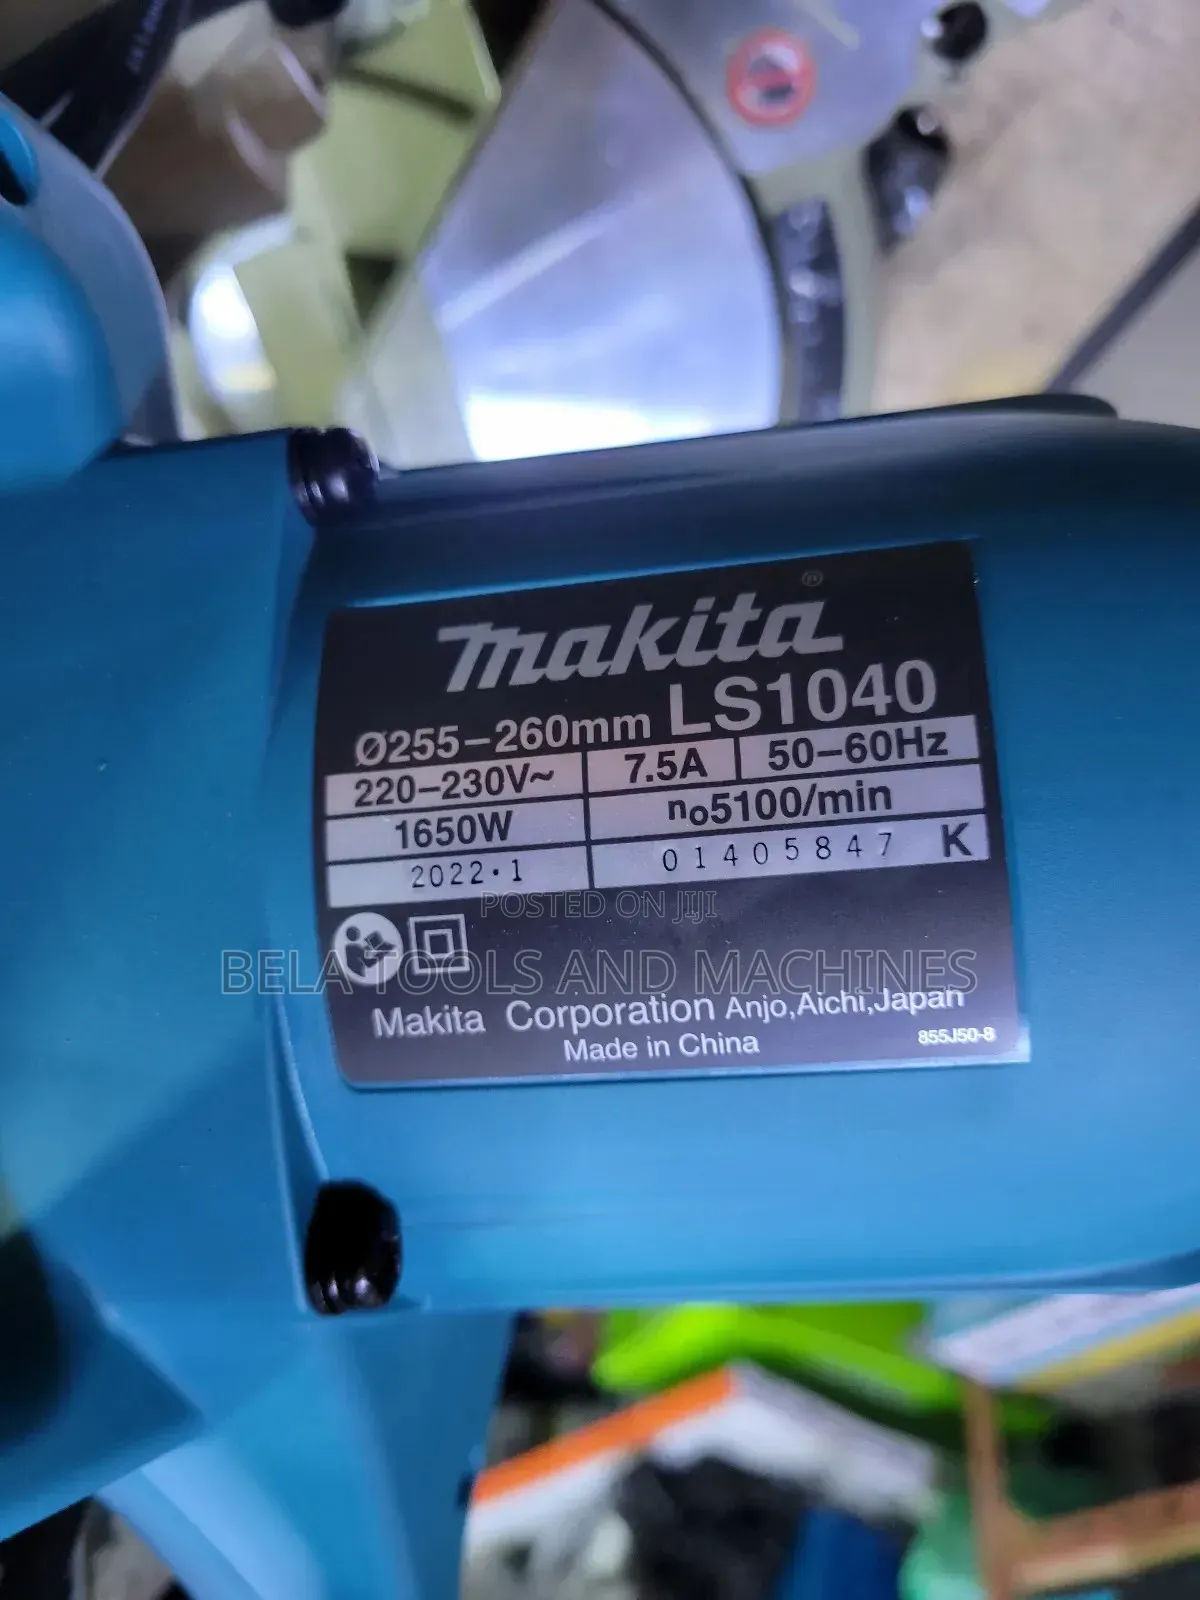 makita®
Ø255-260mm LS1040
220-230V~ 7.5A 50-60Hz
1650W n₀5100/min
2022·1 01405847 K
POSTED ON JIJI
BELA TOOLS AND MACHINES
Makita Corporation Anjo,Aichi,Japan
Made in China 855J50-8